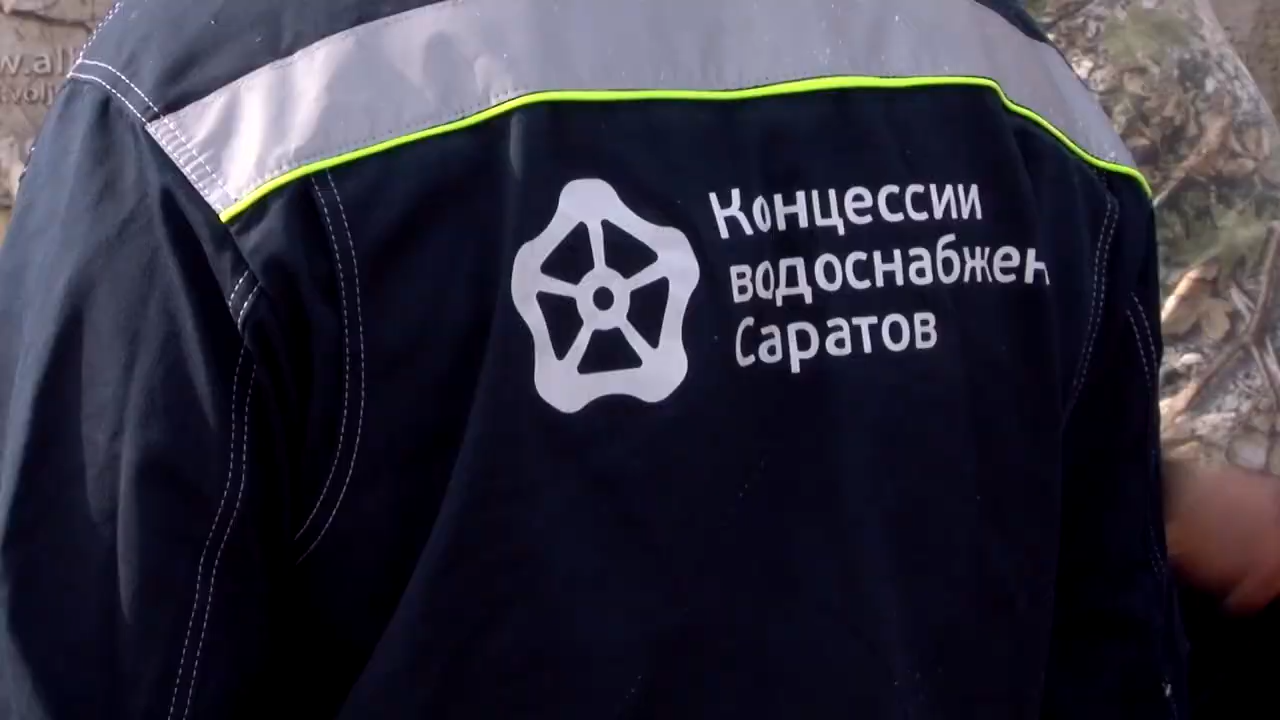 Концессии
водоснабжен
Саратов